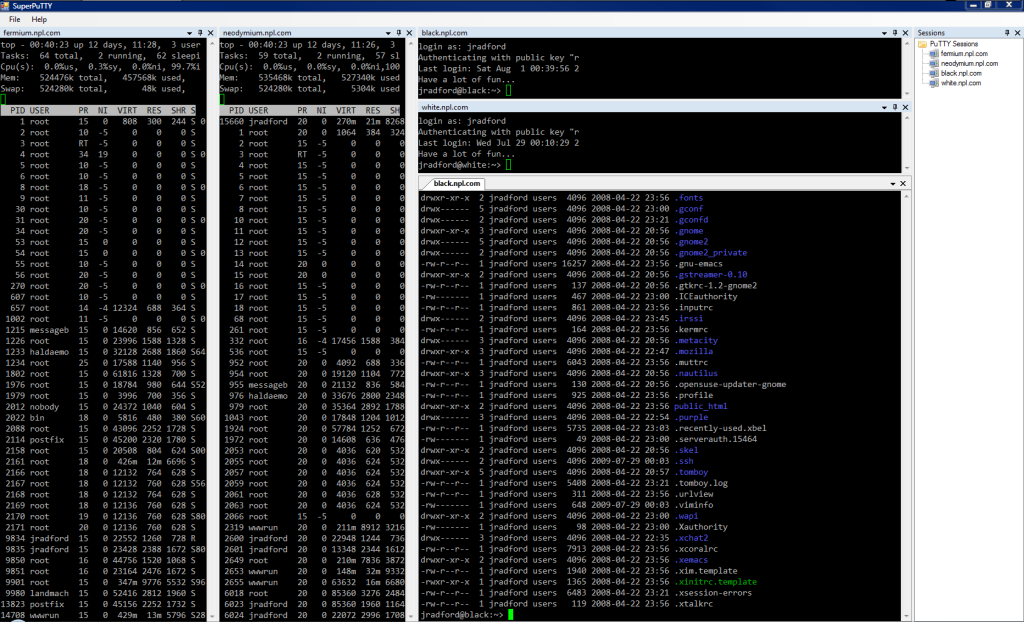 SuperPuTTY
File Help
fermium.npl.com
top - 00:40:23 up 12 days, 11:28, 3 user
Tasks: 64 total, 2 running, 62 sleepi
Cpu(s): 0.0%us, 0.3%sy, 0.0%ni, 99.7%i
Mem: 524476k total, 457568k used,
Swap: 524280k total, 48k used,
PID USER PR NI VIRT RES SHR S
1 root 15 0 808 300 244 S 0
2 root 10 -5 0 0 0 S
3 root RT -5 0 0 0 S
4 root 34 19 0 0 0 S 0
5 root 10 -5 0 0 0 S
6 root 10 -5 0 0 0 S
8 root 18 -5 0 0 0 S 0
9 root 11 -5 0 0 0 S
30 root 10 -5 0 0 0 S
31 root 20 -5 0 0 0 S 0
34 root 20 -5 0 0 0 S
53 root 15 0 0 0 0 S
54 root 15 0 0 0 0 S 0
55 root 10 -5 0 0 0 S
56 root 20 -5 0 0 0 S
270 root 20 -5 0 0 0 S 0
607 root 10 -5 0 0 0 S
657 root 14 -4 12324 688 364 S
1002 root 11 -5 0 0 0 S
1215 messageb 15 0 14620 856 652 S
1226 root 15 0 23996 1588 1328 S
1233 haldaemo 15 0 32128 2688 1860 S64
1234 root 25 0 17588 1140 956 S
1802 root 15 0 61816 1328 700 S
1976 root 15 0 18784 980 644 S52
1979 root 15 0 3996 700 356 S
2012 nobody 15 0 24372 1040 604 S
2022 bin 18 0 5816 480 380 S60
2088 root 15 0 43096 2252 1728 S
2114 postfix 15 0 45200 2320 1780 S
2158 root 15 0 20508 804 624 S00
2161 root 18 0 426m 12m 6696 S
2166 root 18 0 12132 764 628 S
2167 root 18 0 12132 760 628 S56
2168 root 18 0 12132 764 628 S
2169 root 18 0 12136 760 628 S
2170 root 19 0 12136 760 628 S80
2171 root 20 0 12136 760 628 S
9834 jradford 15 0 22552 1260 728 R
9835 jradford 15 0 23428 2388 1672 S80
9850 root 16 0 44756 1520 1068 S
9851 root 16 0 23164 2476 1672 S
9901 root 15 0 347m 9776 5532 S96
9980 landmach 15 0 52416 2812 1960 S
13823 postfix 15 0 45156 2252 1732 S
14708 wwwrun 15 0 429m 13m 5796 S28
neodymium.npl.com
top - 00:40:23 up 12 days, 11:26, 3
Tasks: 59 total, 2 running, 57 sl
Cpu(s): 0.0%us, 0.0%sy, 0.0%ni,100
Mem: 535468k total, 527340k used
Swap: 524280k total, 5304k used
PID USER PR NI VIRT RES SHR
15660 jradford 20 0 270m 21m 8268
1 root 20 0 1064 384 324
2 root 15 -5 0 0 0
3 root 15 -5 0 0 0
4 root RT -5 0 0 0
5 root 15 -5 0 0 0
6 root 15 -5 0 0 0
7 root 15 -5 0 0 0
8 root 20 0 0 0 0
10 root 15 -5 0 0 0
11 root 15 -5 0 0 0
12 root 15 -5 0 0 0
13 root 15 -5 0 0 0
14 root 20 0 0 0 0
15 root 20 0 0 0 0
16 root 15 -5 0 0 0
17 root 15 -5 0 0 0
18 root 15 -5 0 0 0
68 root 15 -5 0 0 0
261 root 15 -5 0 0 0
332 root 16 -4 17456 1588 384
536 root 15 -5 0 0 0
952 root 20 0 4092 688 336
954 root 20 0 19120 1104 772
955 messageb 20 0 21132 836 584
976 haldaemo 20 0 33676 2800 2348
979 root 20 0 35364 2892 1788
1043 root 20 0 17848 1204 1012
1924 root 20 0 57784 1252 672
1972 root 20 0 14608 636 476
2053 root 20 0 4036 620 532
2055 root 20 0 4036 624 532
2057 root 20 0 4036 624 532
2059 root 20 0 4036 624 532
2061 root 20 0 4036 628 532
2063 root 20 0 4036 624 532
2066 root 15 -5 0 0 0
2319 wwwrun 20 0 211m 8912 3216
2600 jradford 20 0 22948 1244 736
2601 jradford 20 0 13348 2344 1612
2649 root 20 0 210m 7836 3872
2653 wwwrun 20 0 148m 32m 9332
2655 wwwrun 20 0 63632 16m 6680
6018 root 20 0 85360 3276 2484
6023 jradford 20 0 85360 1960 1164
6024 jradford 20 0 22072 2996 1708
black.npl.com
login as: jradford
Authenticating with public key "r
Last login: Sat Aug 1 00:39:56 2
Have a lot of fun...
jradford@black:~>
white.npl.com
login as: jradford
Authenticating with public key "r
Last login: Wed Jul 29 00:10:29 2
Have a lot of fun...
jradford@white:~>
black.npl.com
drwxr-xr-x 2 jradford users 4096 2008-04-22 23:56 .fonts
drwx------ 5 jradford users 4096 2008-04-22 23:00 .gconf
drwx------ 2 jradford users 4096 2008-04-22 23:21 .gconfd
drwxr-xr-x 3 jradford users 4096 2008-04-22 20:56 .gnome
drwx------ 5 jradford users 4096 2008-04-22 20:56 .gnome2
drwx------ 2 jradford users 4096 2008-04-22 20:56 .gnome2_private
-rw-r--r-- 1 jradford users 16257 2008-04-22 23:56 .gnu-emacs
drwxr-xr-x 2 jradford users 4096 2008-04-22 20:56 .gstreamer-0.10
-rw-r--r-- 1 jradford users 137 2008-04-22 20:56 .gtkrc-1.2-gnome2
-rw------- 1 jradford users 467 2008-04-22 23:00 .ICEauthority
-rw-r--r-- 1 jradford users 861 2008-04-22 23:56 .inputrc
drwx------ 2 jradford users 4096 2008-04-22 23:45 .irssi
-rw-r--r-- 1 jradford users 164 2008-04-22 23:56 .kermrc
drwxr-xr-x 3 jradford users 4096 2008-04-22 20:56 .metacity
drwx------ 3 jradford users 4096 2008-04-22 22:47 .mozilla
-rw-r--r-- 1 jradford users 6043 2008-04-22 23:56 .muttrc
drwxr-xr-x 3 jradford users 4096 2008-04-22 20:56 .nautilus
-rw-r--r-- 1 jradford users 130 2008-04-22 20:56 .opensuse-updater-gnome
-rw-r--r-- 1 jradford users 925 2008-04-22 23:56 .profile
drwxr-xr-x 2 jradford users 4096 2008-04-22 23:56 public_html
drwx------ 3 jradford users 4096 2008-04-22 22:54 .purple
-rw-r--r-- 1 jradford users 5735 2008-04-22 23:03 .recently-used.xbel
-rw------- 1 jradford users 49 2008-04-22 23:00 .serverauth.15464
drwx------ 2 jradford users 4096 2008-04-22 20:56 .skel
drwx------ 2 jradford users 4096 2009-07-29 00:03 .ssh
drwxr-xr-x 5 jradford users 4096 2008-04-22 20:57 .tomboy
-rw-r--r-- 1 jradford users 5408 2008-04-22 23:21 .tomboy.log
-rw-r--r-- 1 jradford users 311 2008-04-22 23:56 .urlview
-rw------- 1 jradford users 648 2009-07-29 00:03 .viminfo
drwxr-xr-x 2 jradford users 4096 2008-04-22 23:00 .wapi
-rw------- 1 jradford users 98 2008-04-22 23:00 .Xauthority
drwx------ 3 jradford users 4096 2008-04-22 22:35 .xchat2
-rw-r--r-- 1 jradford users 7913 2008-04-22 23:56 .xcoralrc
drwxr-xr-x 2 jradford users 4096 2008-04-22 23:56 .xemacs
-rw-r--r-- 1 jradford users 1940 2008-04-22 23:56 .xim.template
-rwxr-xr-x 1 jradford users 1365 2008-04-22 23:56 .xinitrc.template
-rw-r--r-- 1 jradford users 6483 2008-04-22 23:21 .xsession-errors
-rw-r--r-- 1 jradford users 119 2008-04-22 23:56 .xtalkrc
jradford@black:~>
Sessions
PuTTY Sessions
fermium.npl.com
neodymium.npl.com
black.npl.com
white.npl.com